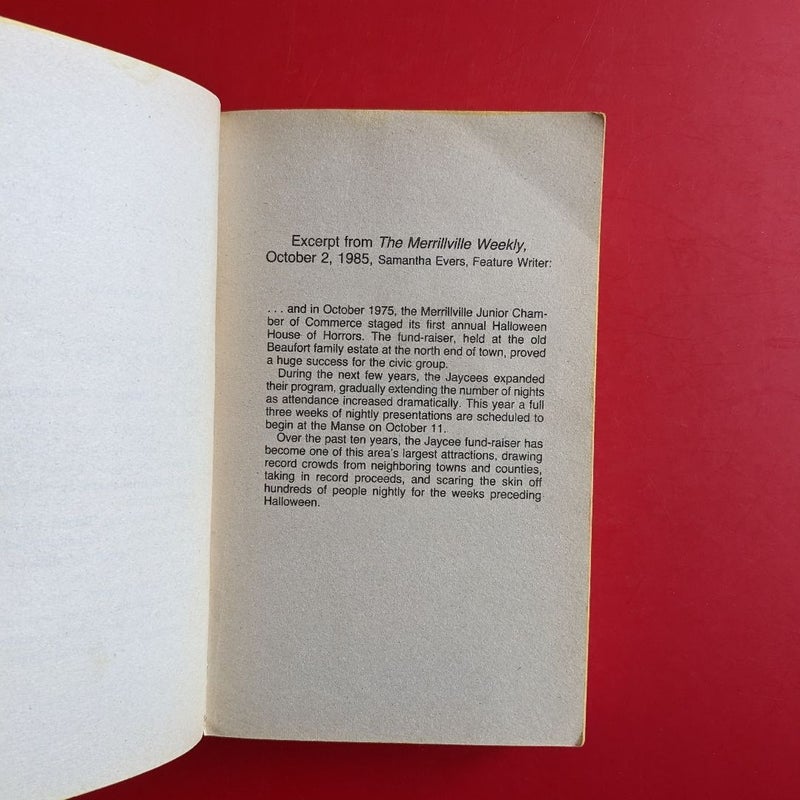 Excerpt from The Merrillville Weekly,
October 2, 1985, Samantha Evers, Feature Writer:
. . . and in October 1975, the Merrillville Junior Cham-
ber of Commerce staged its first annual Halloween
House of Horrors. The fund-raiser, held at the old
Beaufort family estate at the north end of town, proved
a huge success for the civic group.
During the next few years, the Jaycees expanded
their program, gradually extending the number of nights
as attendance increased dramatically. This year a full
three weeks of nightly presentations are scheduled to
begin at the Manse on October 11.
Over the past ten years, the Jaycee fund-raiser has
become one of this area's largest attractions, drawing
record crowds from neighboring towns and counties,
taking in record proceeds, and scaring the skin off
hundreds of people nightly for the weeks preceding
Halloween.